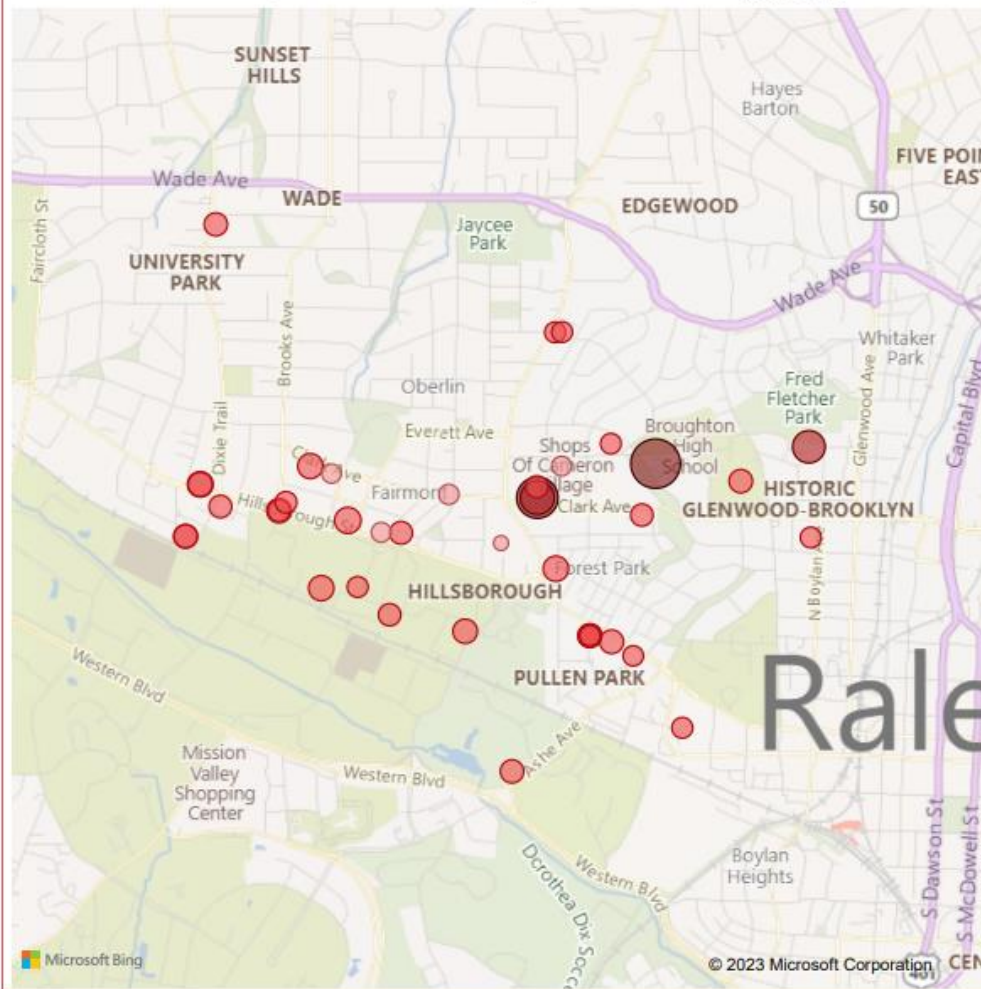 SUNSET
HILLS
Hayes
Barton
FIVE POI
EAS
Wade Ave
WADE
50
EDGEWOOD
Jaycee
Park
Faircloth St
UNIVERSITY
PARK
Wade Ave
Brooks Ave
Whitaker
Park
Oberlin
Fred
Fletcher
Park
Glenwood Ave
Capital Blvd
Dixie Trail
Everett Ave
Shops
Of Cameron
Village
Broughton
High
School
Fairmont
Clark Ave
HISTORIC
GLENWOOD-BROOKLYN
Clark Ave
Hillsborough St
Forest Park
N Boylan Ave
HILLSBOROUGH
PULLEN PARK
Rale
Western Blvd
Ashe Ave
Mission
Valley
Shopping
Center
Western Blvd
Dorothea Dix Socc
Western Blvd
Boylan
Heights
S Dawson St
S McDowell St
Microsoft Bing
© 2023 Microsoft Corporation
401
CEN